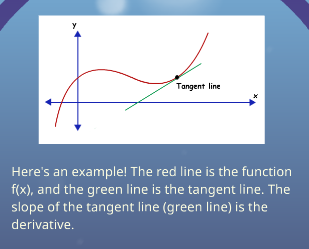 y
x
Tangent line
Here's an example! The red line is the function
f(x), and the green line is the tangent line. The
slope of the tangent line (green line) is the
derivative.